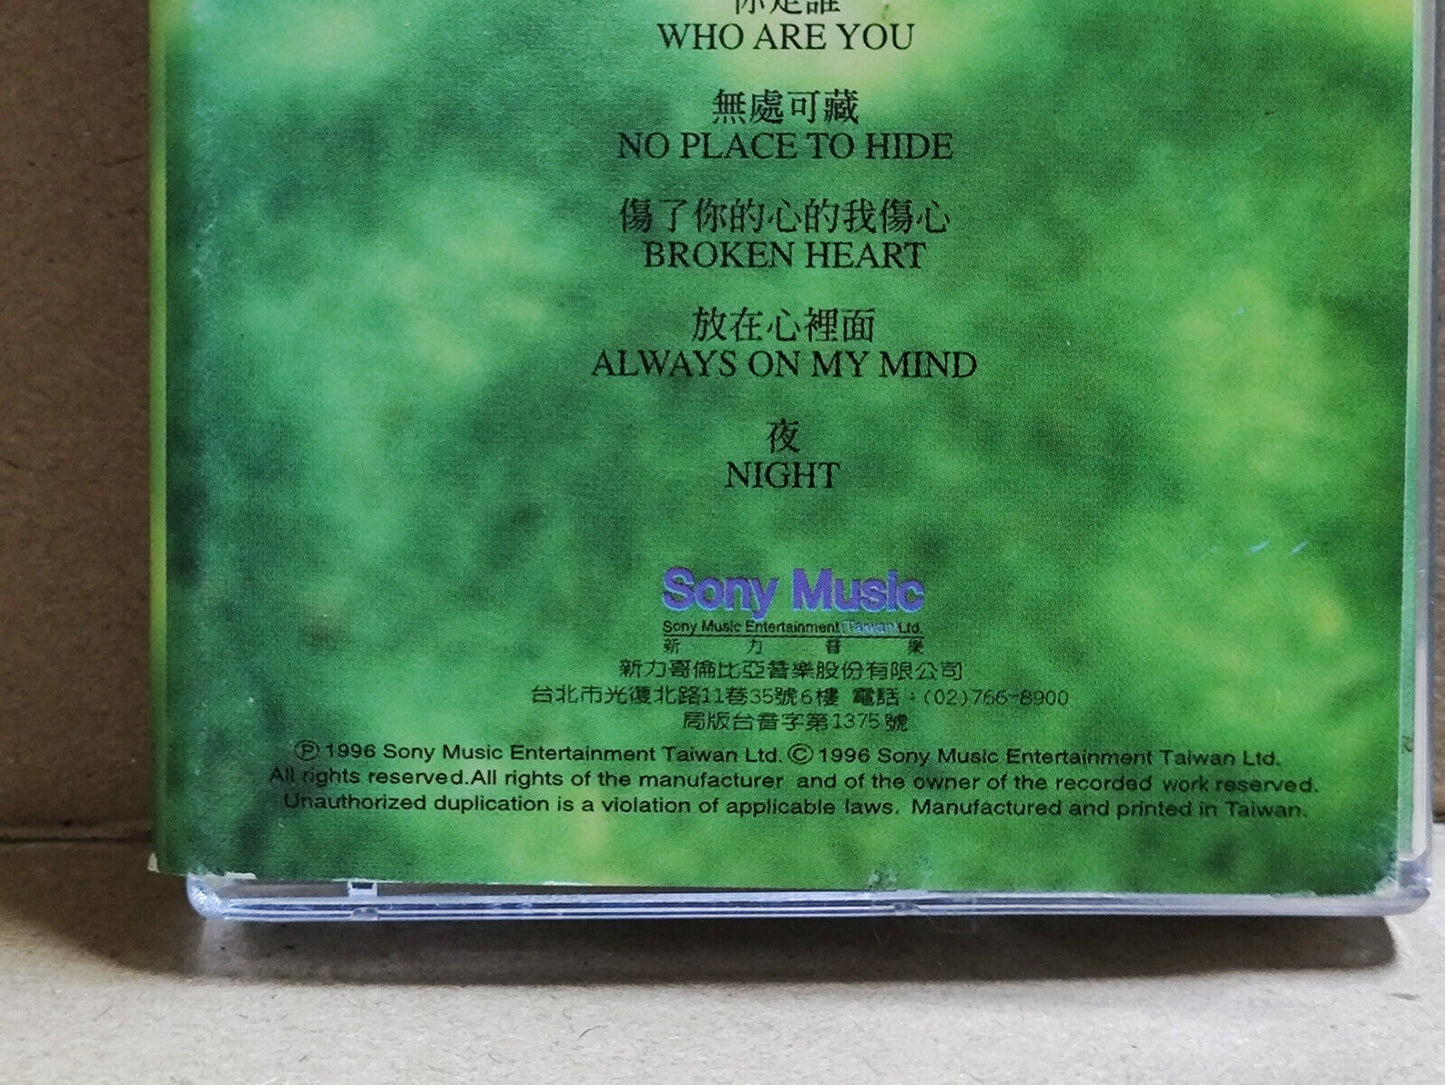 你是誰
WHO ARE YOU
無處可藏
NO PLACE TO HIDE
傷了你的心的我傷心
BROKEN HEART
放在心裡面
ALWAYS ON MY MIND
夜
NIGHT
Sony Music
Sony Music Entertainment (Taiwan) Ltd.
新力音樂
新力哥倫比亞音樂股份有限公司
台北市光復北路11巷35號6樓 電話：(02)766-8900
局版台音字第1375號
Ⓟ 1996 Sony Music Entertainment Taiwan Ltd. © 1996 Sony Music Entertainment Taiwan Ltd.
All rights reserved.All rights of the manufacturer and of the owner of the recorded work reserved.
Unauthorized duplication is a violation of applicable laws. Manufactured and printed in Taiwan.